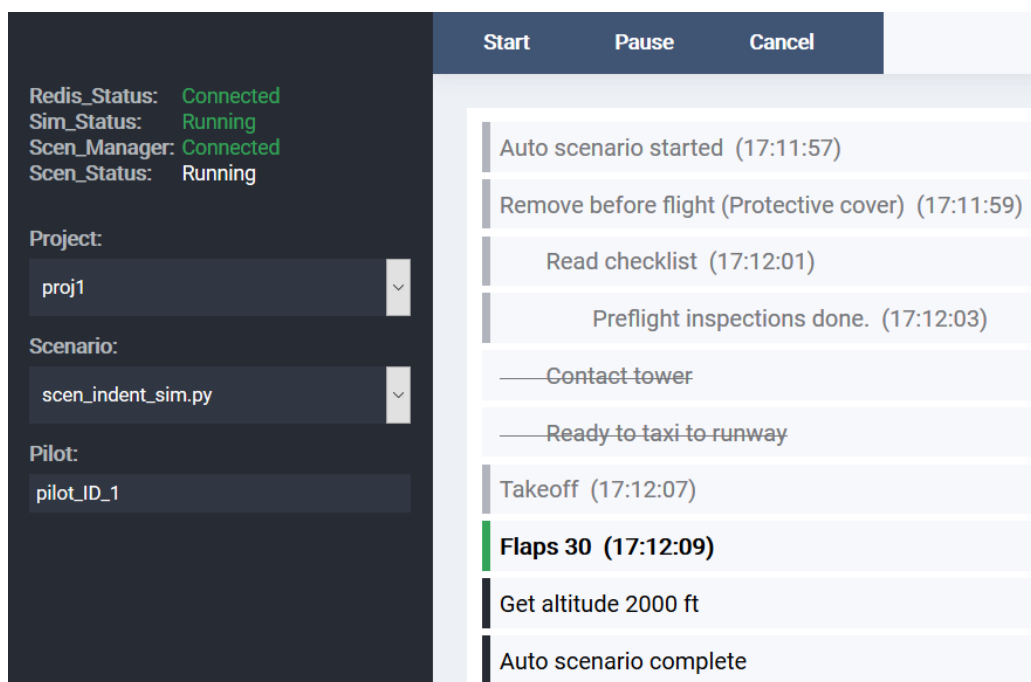 Start Pause Cancel
Redis_Status: Connected
Sim_Status: Running
Scen_Manager: Connected
Scen_Status: Running
Project:
proj1
Scenario:
scen_indent_sim.py
Pilot:
pilot_ID_1
Auto scenario started (17:11:57)
Remove before flight (Protective cover) (17:11:59)
Read checklist (17:12:01)
Preflight inspections done. (17:12:03)
Contact tower
Ready to taxi to runway
Takeoff (17:12:07)
Flaps 30 (17:12:09)
Get altitude 2000 ft
Auto scenario complete